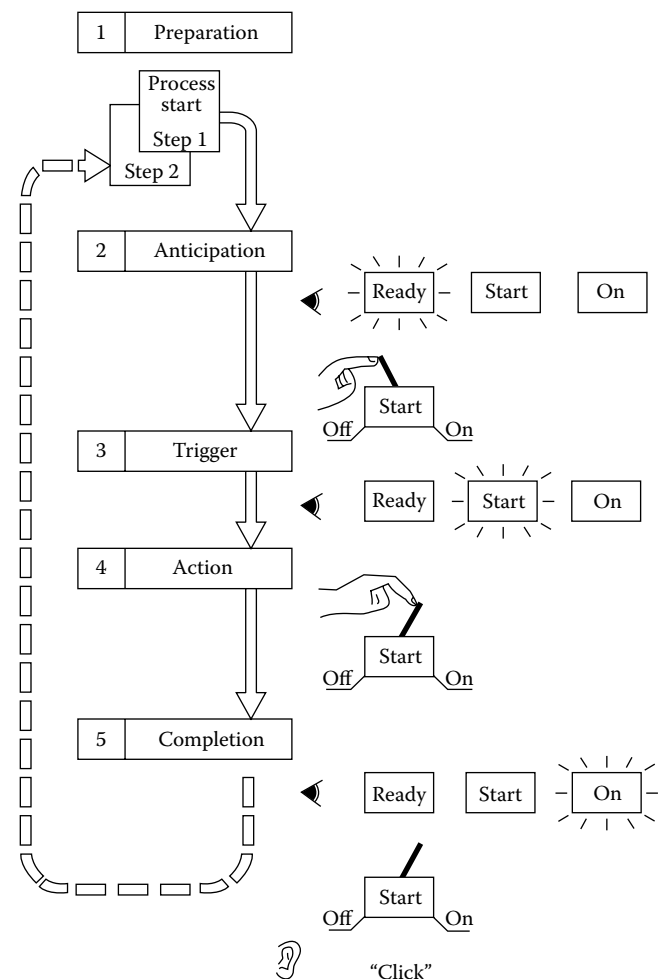 1 Preparation
Process
start
Step 1
Step 2
2 Anticipation
Ready Start On
Start
Off On
3 Trigger
Ready Start On
4 Action
Start
Off On
5 Completion
Ready Start On
Start
Off On
“Click”